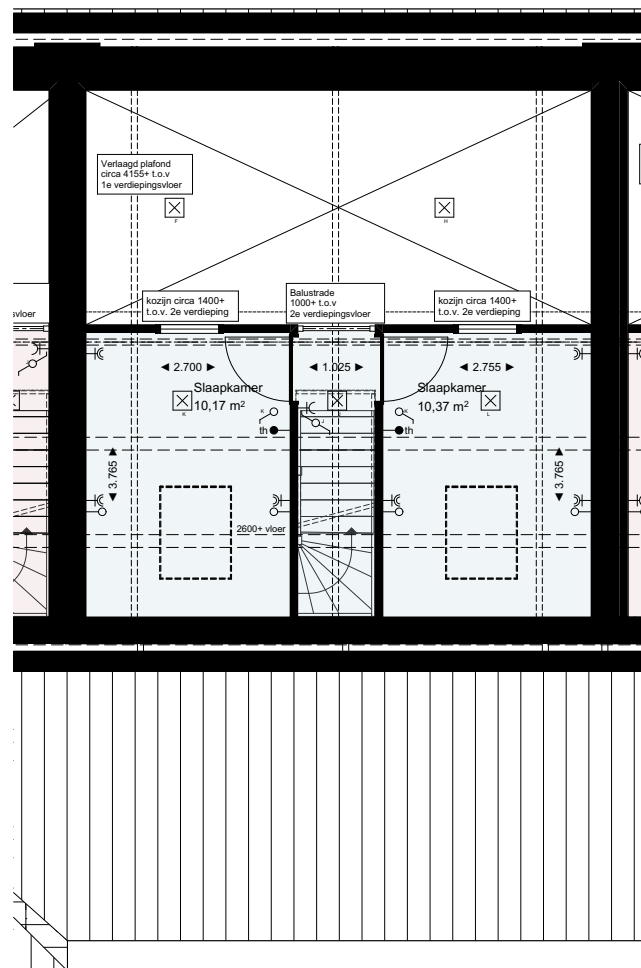 Verlaagd plafond
circa 4155+ t.o.v
1e verdiepingsvloer
F
H
svloer
kozijn circa 1400+
t.o.v. 2e verdieping
Balustrade
1000+ t.o.v
2e verdiepingsvloer
kozijn circa 1400+
t.o.v. 2e verdieping
2.700
1.025
2.755
Slaapkamer
10,17 m²
Slaapkamer
10,37 m²
K
L
K
J
K
th
th
3.765
3.765
2600+ vloer